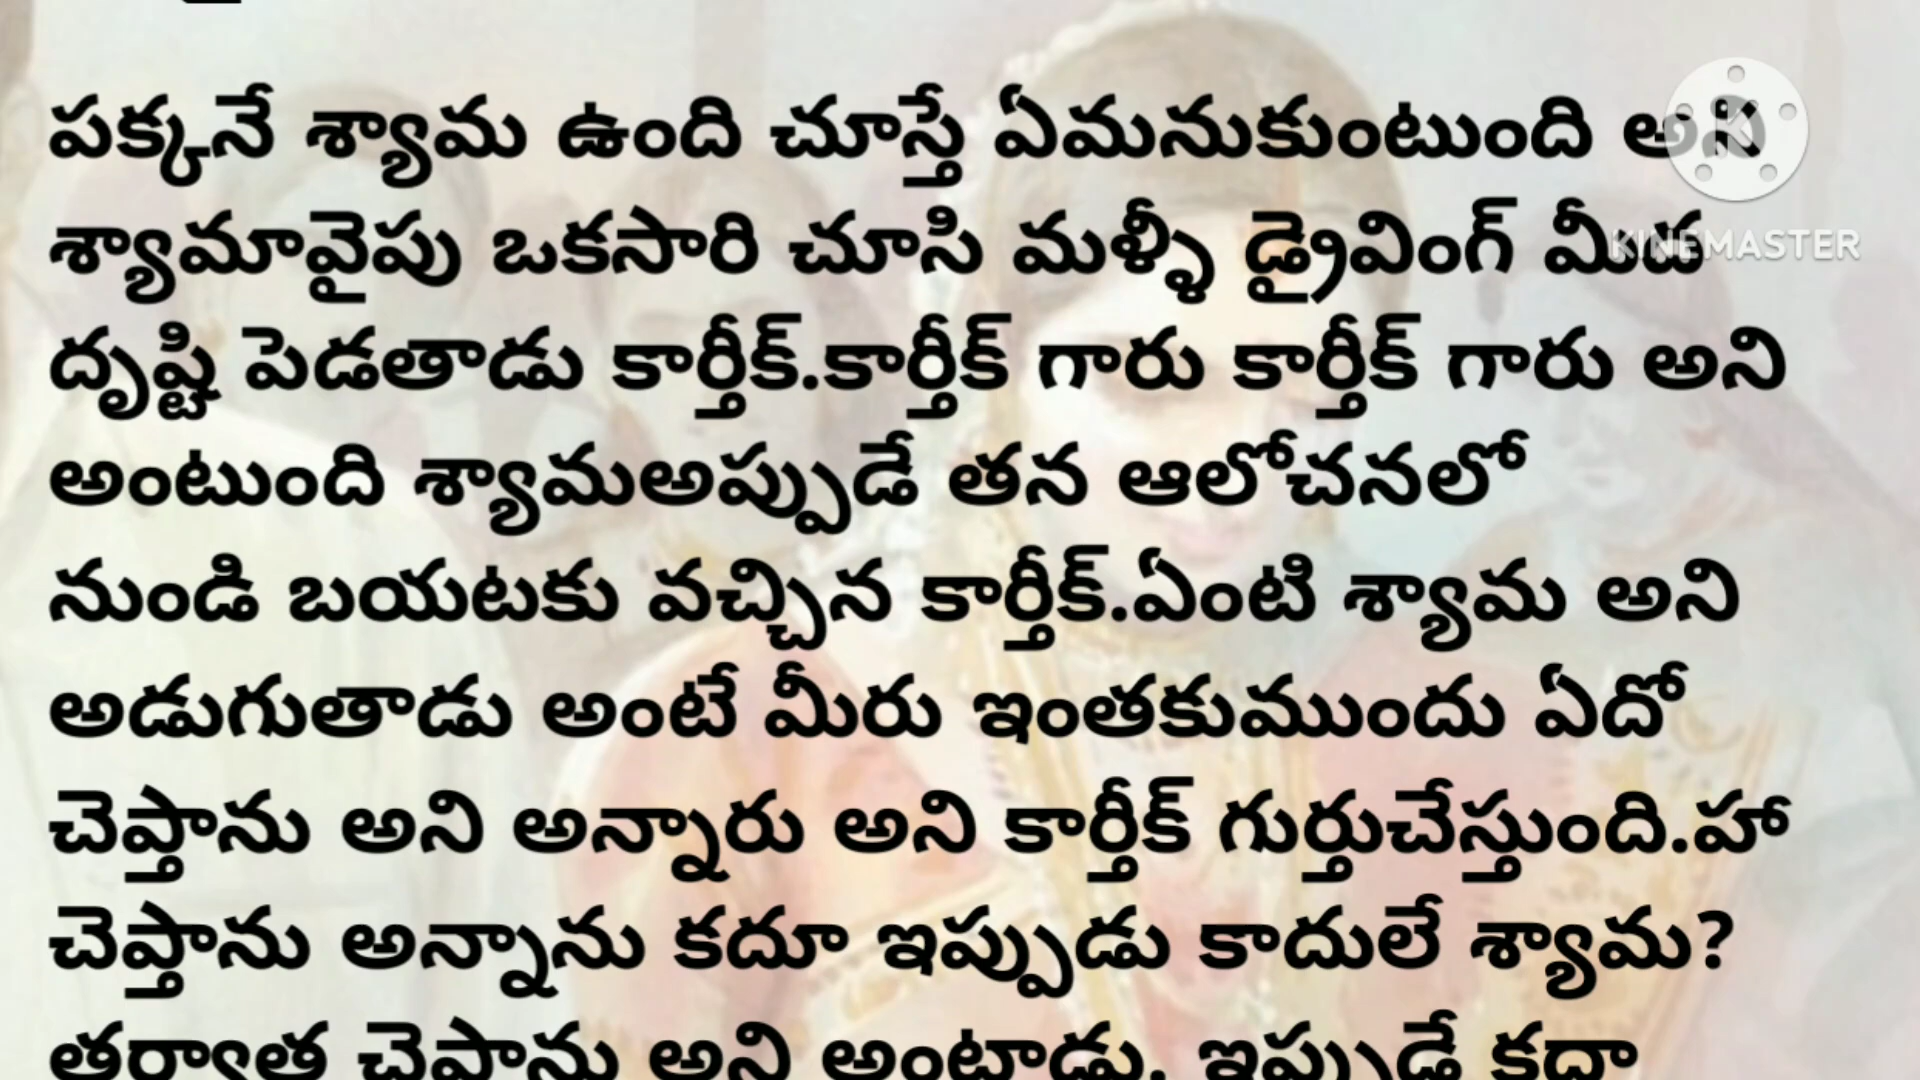 పక్కనే శ్యామ ఉంది చూస్తే ఏమనుకుంటుంది అని
శ్యామావైపు ఒకసారి చూసి మళ్ళీ డ్రైవింగ్ మీద
KINEMASTER
దృష్టి పెడతాడు కార్తీక్.కార్తీక్ గారు కార్తీక్ గారు అని
అంటుంది శ్యామఅప్పుడే తన ఆలోచనలో
నుండి బయటకు వచ్చిన కార్తీక్.ఏంటి శ్యామ అని
అడుగుతాడు అంటే మీరు ఇంతకుముందు ఏదో
చెప్తాను అని అన్నారు అని కార్తీక్ గుర్తుచేస్తుంది.హా
చెప్తాను అన్నాను కదూ ఇప్పుడు కాదులే శ్యామ?
తర్వాత చెప్తాను అని అంటాడు. ఇప్పుడే కదా